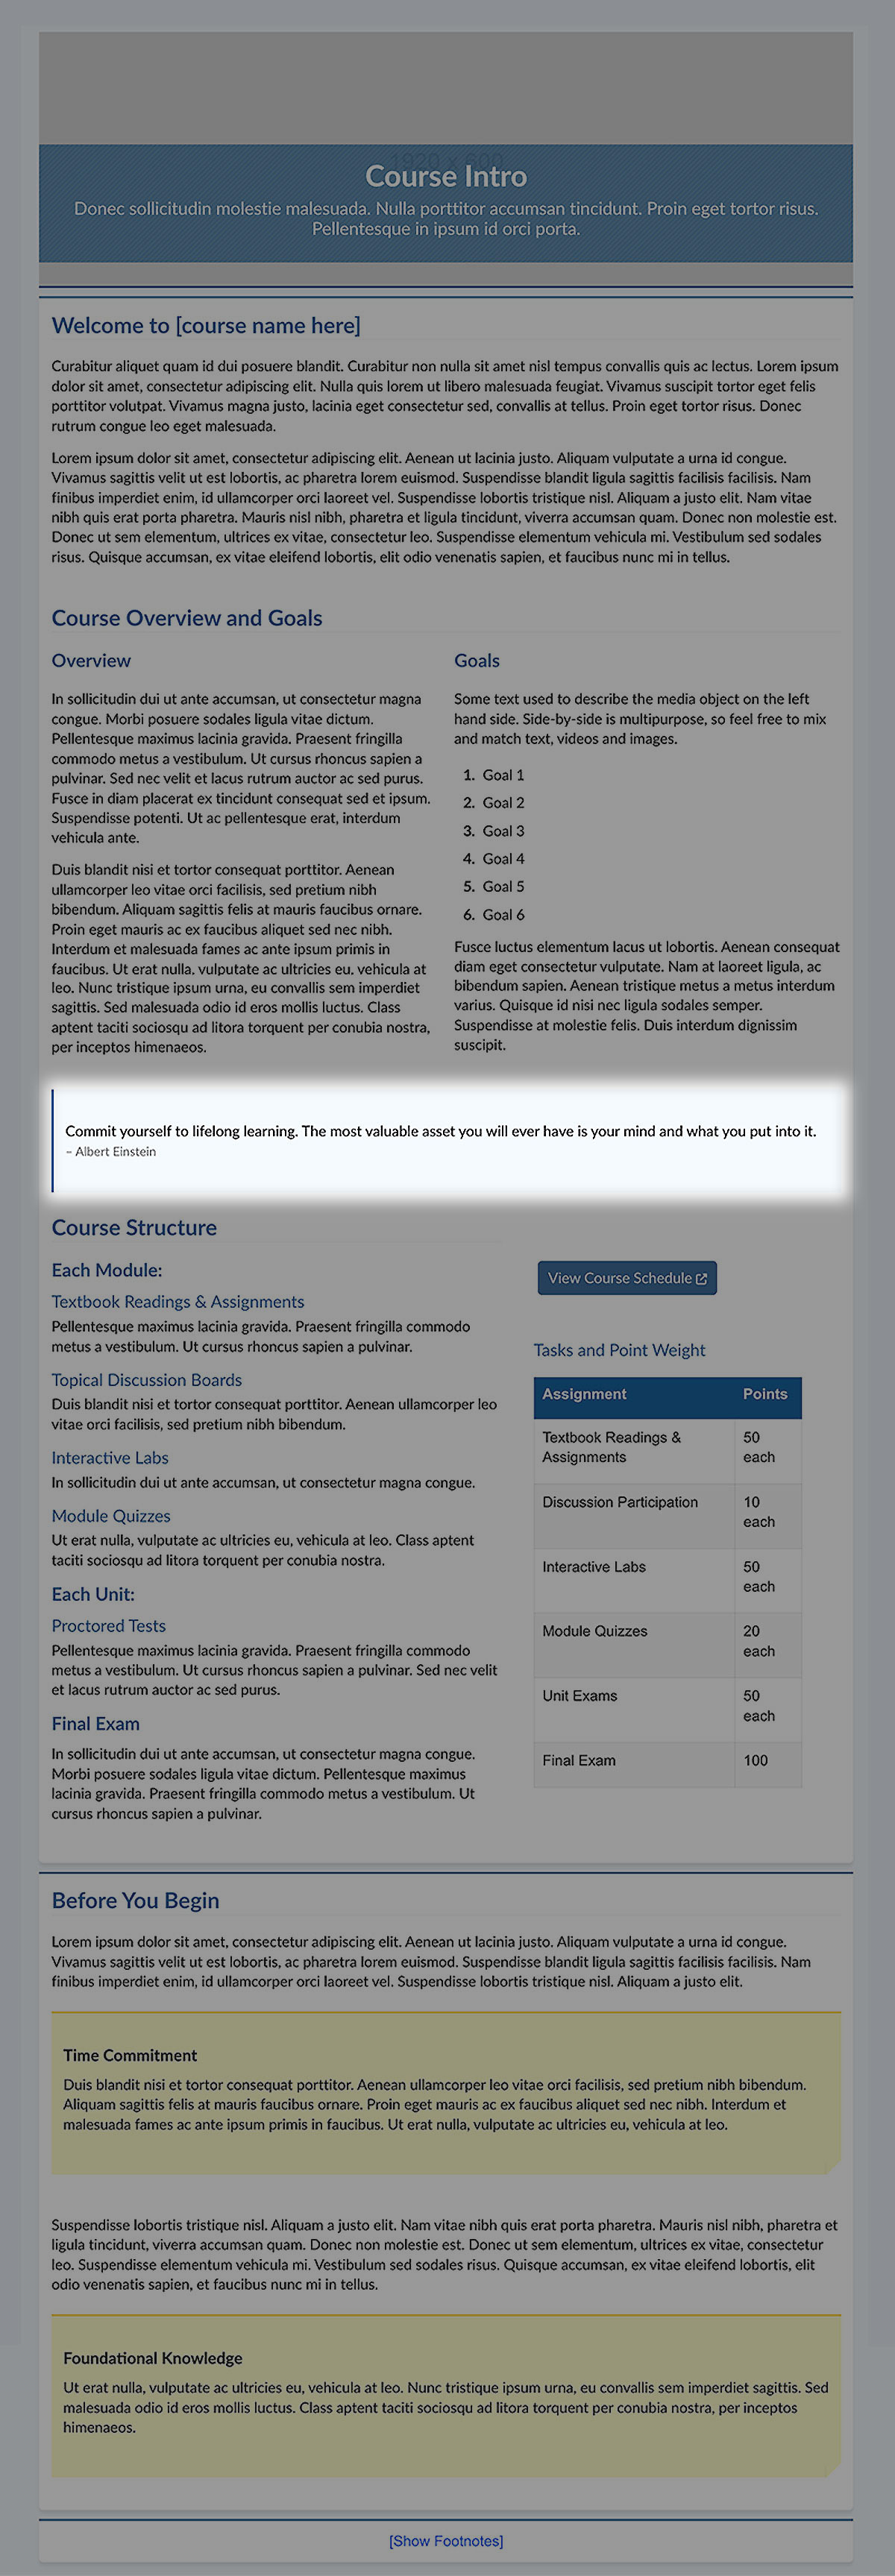 1920 x 600
Course Intro
Donec sollicitudin molestie malesuada. Nulla porttitor accumsan tincidunt. Proin eget tortor risus.
Pellentesque in ipsum id orci porta.
Welcome to [course name here]
Curabitur aliquet quam id dui posuere blandit. Curabitur non nulla sit amet nisl tempus convallis quis ac lectus. Lorem ipsum
dolor sit amet, consectetur adipiscing elit. Nulla quis lorem ut libero malesuada feugiat. Vivamus suscipit tortor eget felis
porttitor volutpat. Vivamus magna justo, lacinia eget consectetur sed, convallis at tellus. Proin eget tortor risus. Donec
rutrum congue leo eget malesuada.
Lorem ipsum dolor sit amet, consectetur adipiscing elit. Aenean ut lacinia justo. Aliquam vulputate a urna id congue.
Vivamus sagittis velit ut est lobortis, ac pharetra lorem euismod. Suspendisse blandit ligula sagittis facilisis facilisis. Nam
finibus imperdiet enim, id ullamcorper orci laoreet vel. Suspendisse lobortis tristique nisl. Aliquam a justo elit. Nam vitae
nibh quis erat porta pharetra. Mauris nisl nibh, pharetra et ligula tincidunt, viverra accumsan quam. Donec non molestie est.
Donec ut sem elementum, ultrices ex vitae, consectetur leo. Suspendisse elementum vehicula mi. Vestibulum sed sodales
risus. Quisque accumsan, ex vitae eleifend lobortis, elit odio venenatis sapien, et faucibus nunc mi in tellus.
Course Overview and Goals
Overview
In sollicitudin dui ut ante accumsan, ut consectetur magna
congue. Morbi posuere sodales ligula vitae dictum.
Pellentesque maximus lacinia gravida. Praesent fringilla
commodo metus a vestibulum. Ut cursus rhoncus sapien a
pulvinar. Sed nec velit et lacus rutrum auctor ac sed purus.
Fusce in diam placerat ex tincidunt consequat sed et ipsum.
Suspendisse potenti. Ut ac pellentesque erat, interdum
vehicula ante.
Duis blandit nisi et tortor consequat porttitor. Aenean
ullamcorper leo vitae orci facilisis, sed pretium nibh
bibendum. Aliquam sagittis felis at mauris faucibus ornare.
Proin eget mauris ac ex faucibus aliquet sed nec nibh.
Interdum et malesuada fames ac ante ipsum primis in
faucibus. Ut erat nulla, vulputate ac ultricies eu, vehicula at
leo. Nunc tristique ipsum urna, eu convallis sem imperdiet
sagittis. Sed malesuada odio id eros mollis luctus. Class
aptent taciti sociosqu ad litora torquent per conubia nostra,
per inceptos himenaeos.
Goals
Some text used to describe the media object on the left
hand side. Side-by-side is multipurpose, so feel free to mix
and match text, videos and images.
1. Goal 1
2. Goal 2
3. Goal 3
4. Goal 4
5. Goal 5
6. Goal 6
Fusce luctus elementum lacus ut lobortis. Aenean consequat
diam eget consectetur vulputate. Nam at laoreet ligula, ac
bibendum sapien. Aenean tristique metus a metus interdum
varius. Quisque id nisi nec ligula sodales semper.
Suspendisse at molestie felis. Duis interdum dignissim
suscipit.
Commit yourself to lifelong learning. The most valuable asset you will ever have is your mind and what you put into it.
– Albert Einstein
Course Structure
Each Module:
Textbook Readings & Assignments
Pellentesque maximus lacinia gravida. Praesent fringilla commodo
metus a vestibulum. Ut cursus rhoncus sapien a pulvinar.
Topical Discussion Boards
Duis blandit nisi et tortor consequat porttitor. Aenean ullamcorper leo
vitae orci facilisis, sed pretium nibh bibendum.
Interactive Labs
In sollicitudin dui ut ante accumsan, ut consectetur magna congue.
Module Quizzes
Ut erat nulla, vulputate ac ultricies eu, vehicula at leo. Class aptent
taciti sociosqu ad litora torquent per conubia nostra.
Each Unit:
Proctored Tests
Pellentesque maximus lacinia gravida. Praesent fringilla commodo
metus a vestibulum. Ut cursus rhoncus sapien a pulvinar. Sed nec velit
et lacus rutrum auctor ac sed purus.
Final Exam
In sollicitudin dui ut ante accumsan, ut consectetur magna congue.
Morbi posuere sodales ligula vitae dictum. Pellentesque maximus
lacinia gravida. Praesent fringilla commodo metus a vestibulum. Ut
cursus rhoncus sapien a pulvinar.
View Course Schedule
Tasks and Point Weight
Assignment Points
Textbook Readings & 50
Assignments each
Discussion Participation 10
each
Interactive Labs 50
each
Module Quizzes 20
each
Unit Exams 50
each
Final Exam 100
Before You Begin
Lorem ipsum dolor sit amet, consectetur adipiscing elit. Aenean ut lacinia justo. Aliquam vulputate a urna id congue.
Vivamus sagittis velit ut est lobortis, ac pharetra lorem euismod. Suspendisse blandit ligula sagittis facilisis facilisis. Nam
finibus imperdiet enim, id ullamcorper orci laoreet vel. Suspendisse lobortis tristique nisl. Aliquam a justo elit.
Time Commitment
Duis blandit nisi et tortor consequat porttitor. Aenean ullamcorper leo vitae orci facilisis, sed pretium nibh bibendum.
Aliquam sagittis felis at mauris faucibus ornare. Proin eget mauris ac ex faucibus aliquet sed nec nibh. Interdum et
malesuada fames ac ante ipsum primis in faucibus. Ut erat nulla, vulputate ac ultricies eu, vehicula at leo.
Suspendisse lobortis tristique nisl. Aliquam a justo elit. Nam vitae nibh quis erat porta pharetra. Mauris nisl nibh, pharetra et
ligula tincidunt, viverra accumsan quam. Donec non molestie est. Donec ut sem elementum, ultrices ex vitae, consectetur
leo. Suspendisse elementum vehicula mi. Vestibulum sed sodales risus. Quisque accumsan, ex vitae eleifend lobortis, elit
odio venenatis sapien, et faucibus nunc mi in tellus.
Foundational Knowledge
Ut erat nulla, vulputate ac ultricies eu, vehicula at leo. Nunc tristique ipsum urna, eu convallis sem imperdiet sagittis. Sed
malesuada odio id eros mollis luctus. Class aptent taciti sociosqu ad litora torquent per conubia nostra, per inceptos
himenaeos.
[Show Footnotes]